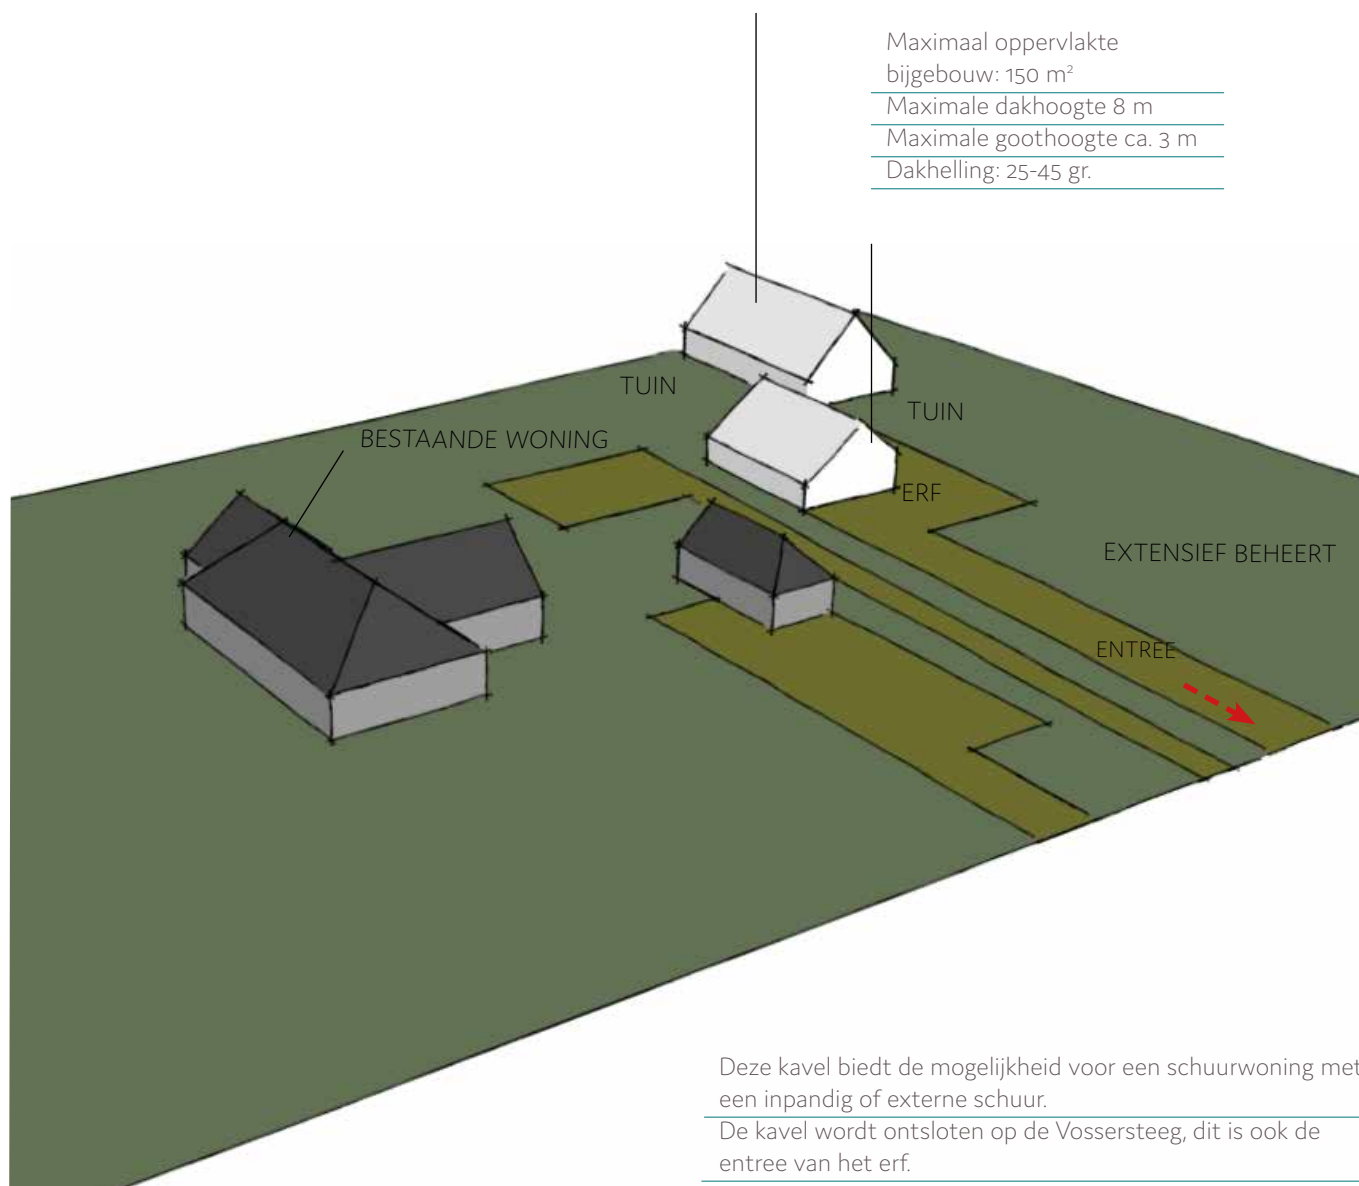 Maximaal oppervlakte
bijgebouw: 150 m²
Maximale dakhoogte 8 m
Maximale goothoogte ca. 3 m
Dakhelling: 25-45 gr.
TUIN
TUIN
BESTAANDE WONING
ERF
EXTENSIEF BEHEERT
ENTREE
Deze kavel biedt de mogelijkheid voor een schuurwoning met
een inpandig of externe schuur.
De kavel wordt ontsloten op de Vossersteeg, dit is ook de
entree van het erf.